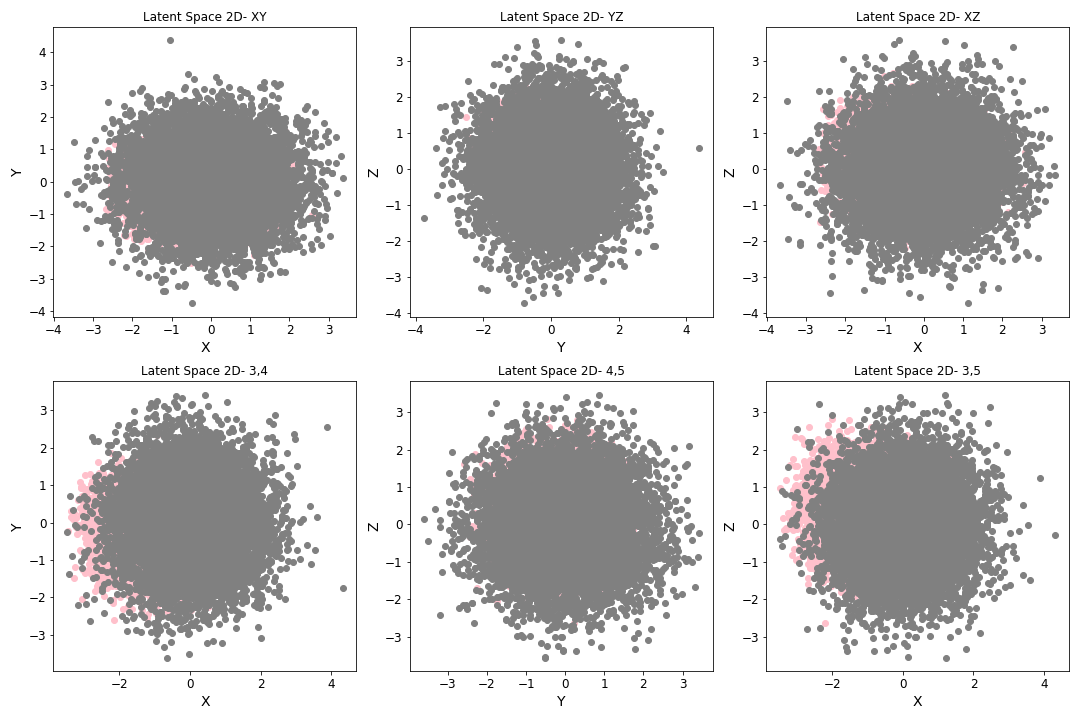 Latent Space 2D- XY
Y
4
3
2
1
0
−1
−2
−3
−4
−4 −3 −2 −1 0 1 2 3
X
Latent Space 2D- YZ
Z
3
2
1
0
−1
−2
−3
−4
−4 −2 0 2 4
Y
Latent Space 2D- XZ
Z
3
2
1
0
−1
−2
−3
−4
−4 −3 −2 −1 0 1 2 3
X
Latent Space 2D- 3,4
Y
3
2
1
0
−1
−2
−3
−2 0 2 4
X
Latent Space 2D- 4,5
Z
3
2
1
0
−1
−2
−3
−3 −2 −1 0 1 2 3
Y
Latent Space 2D- 3,5
Z
3
2
1
0
−1
−2
−3
−2 0 2 4
X